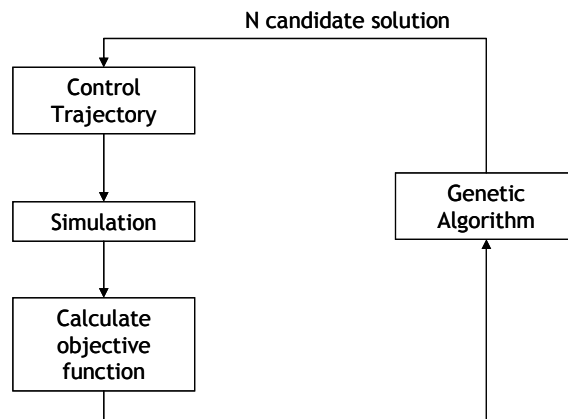 N candidate solution
Control
Trajectory
Simulation
Genetic
Algorithm
Calculate
objective
function